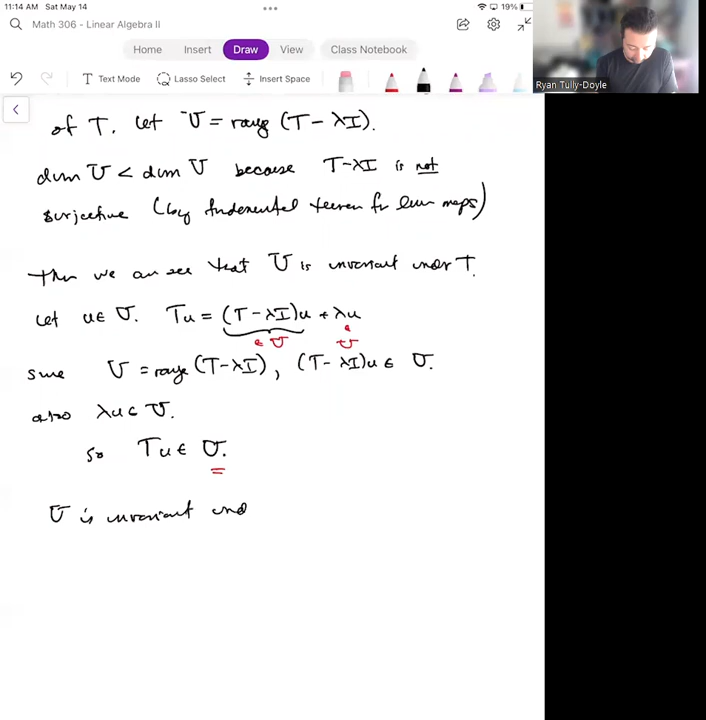 11:14 AM Sat May 14
19%
Math 306 - Linear Algebra II
Home Insert Draw View Class Notebook
Text Mode Lasso Select Insert Space
Ryan Tully-Doyle
of T. Let U = range (T - λI).
dim U < dim V because T-λI is not
surjective (by fundamental theorem for linear maps)
Then we can see that U is invariant under T.
Let u ∈ U. Tu = (T - λI)u + λu
∈ U ∈ U
Since U = range (T-λI), (T-λI)u ∈ U.
also λu ∈ U.
So Tu ∈ U.
U is invariant und